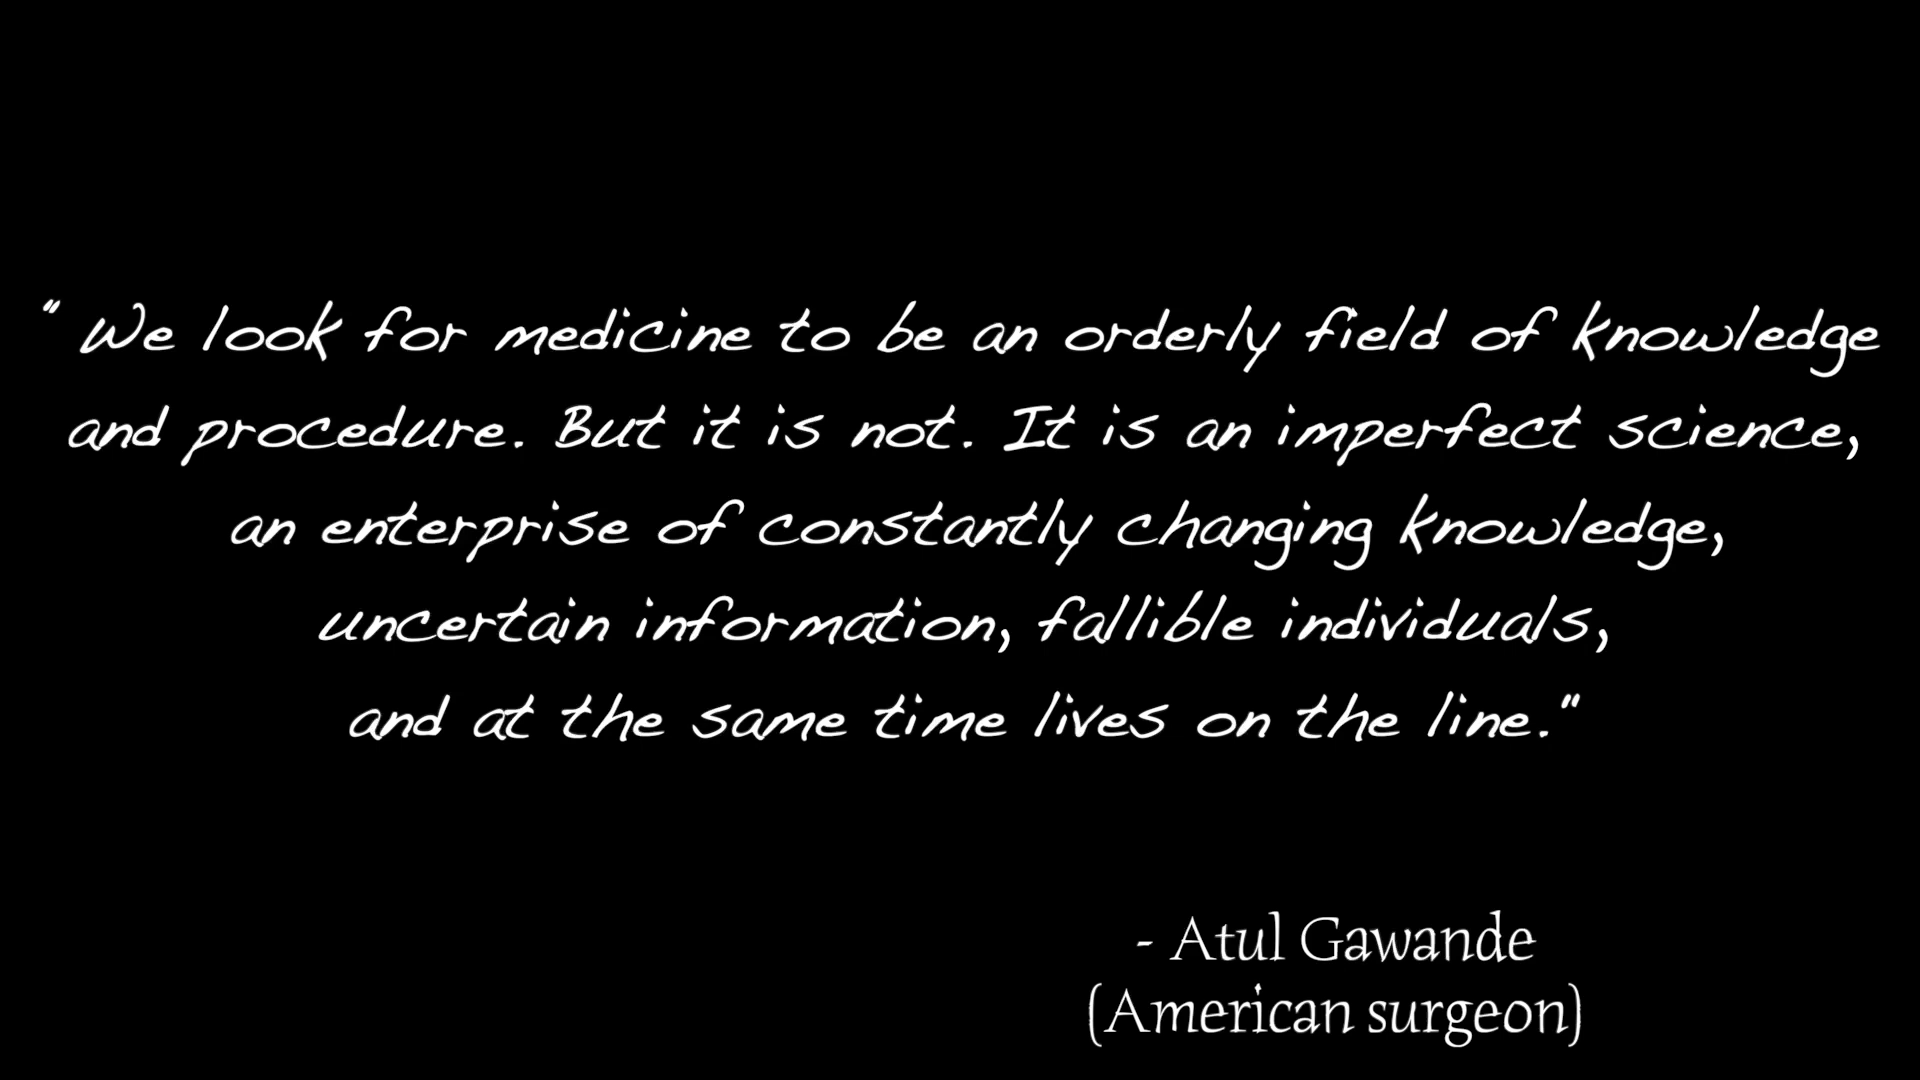 " We look for medicine to be an orderly field of knowledge
and procedure. But it is not. It is an imperfect science,
an enterprise of constantly changing knowledge,
uncertain information, fallible individuals,
and at the same time lives on the line."
- Atul Gawande
(American surgeon)